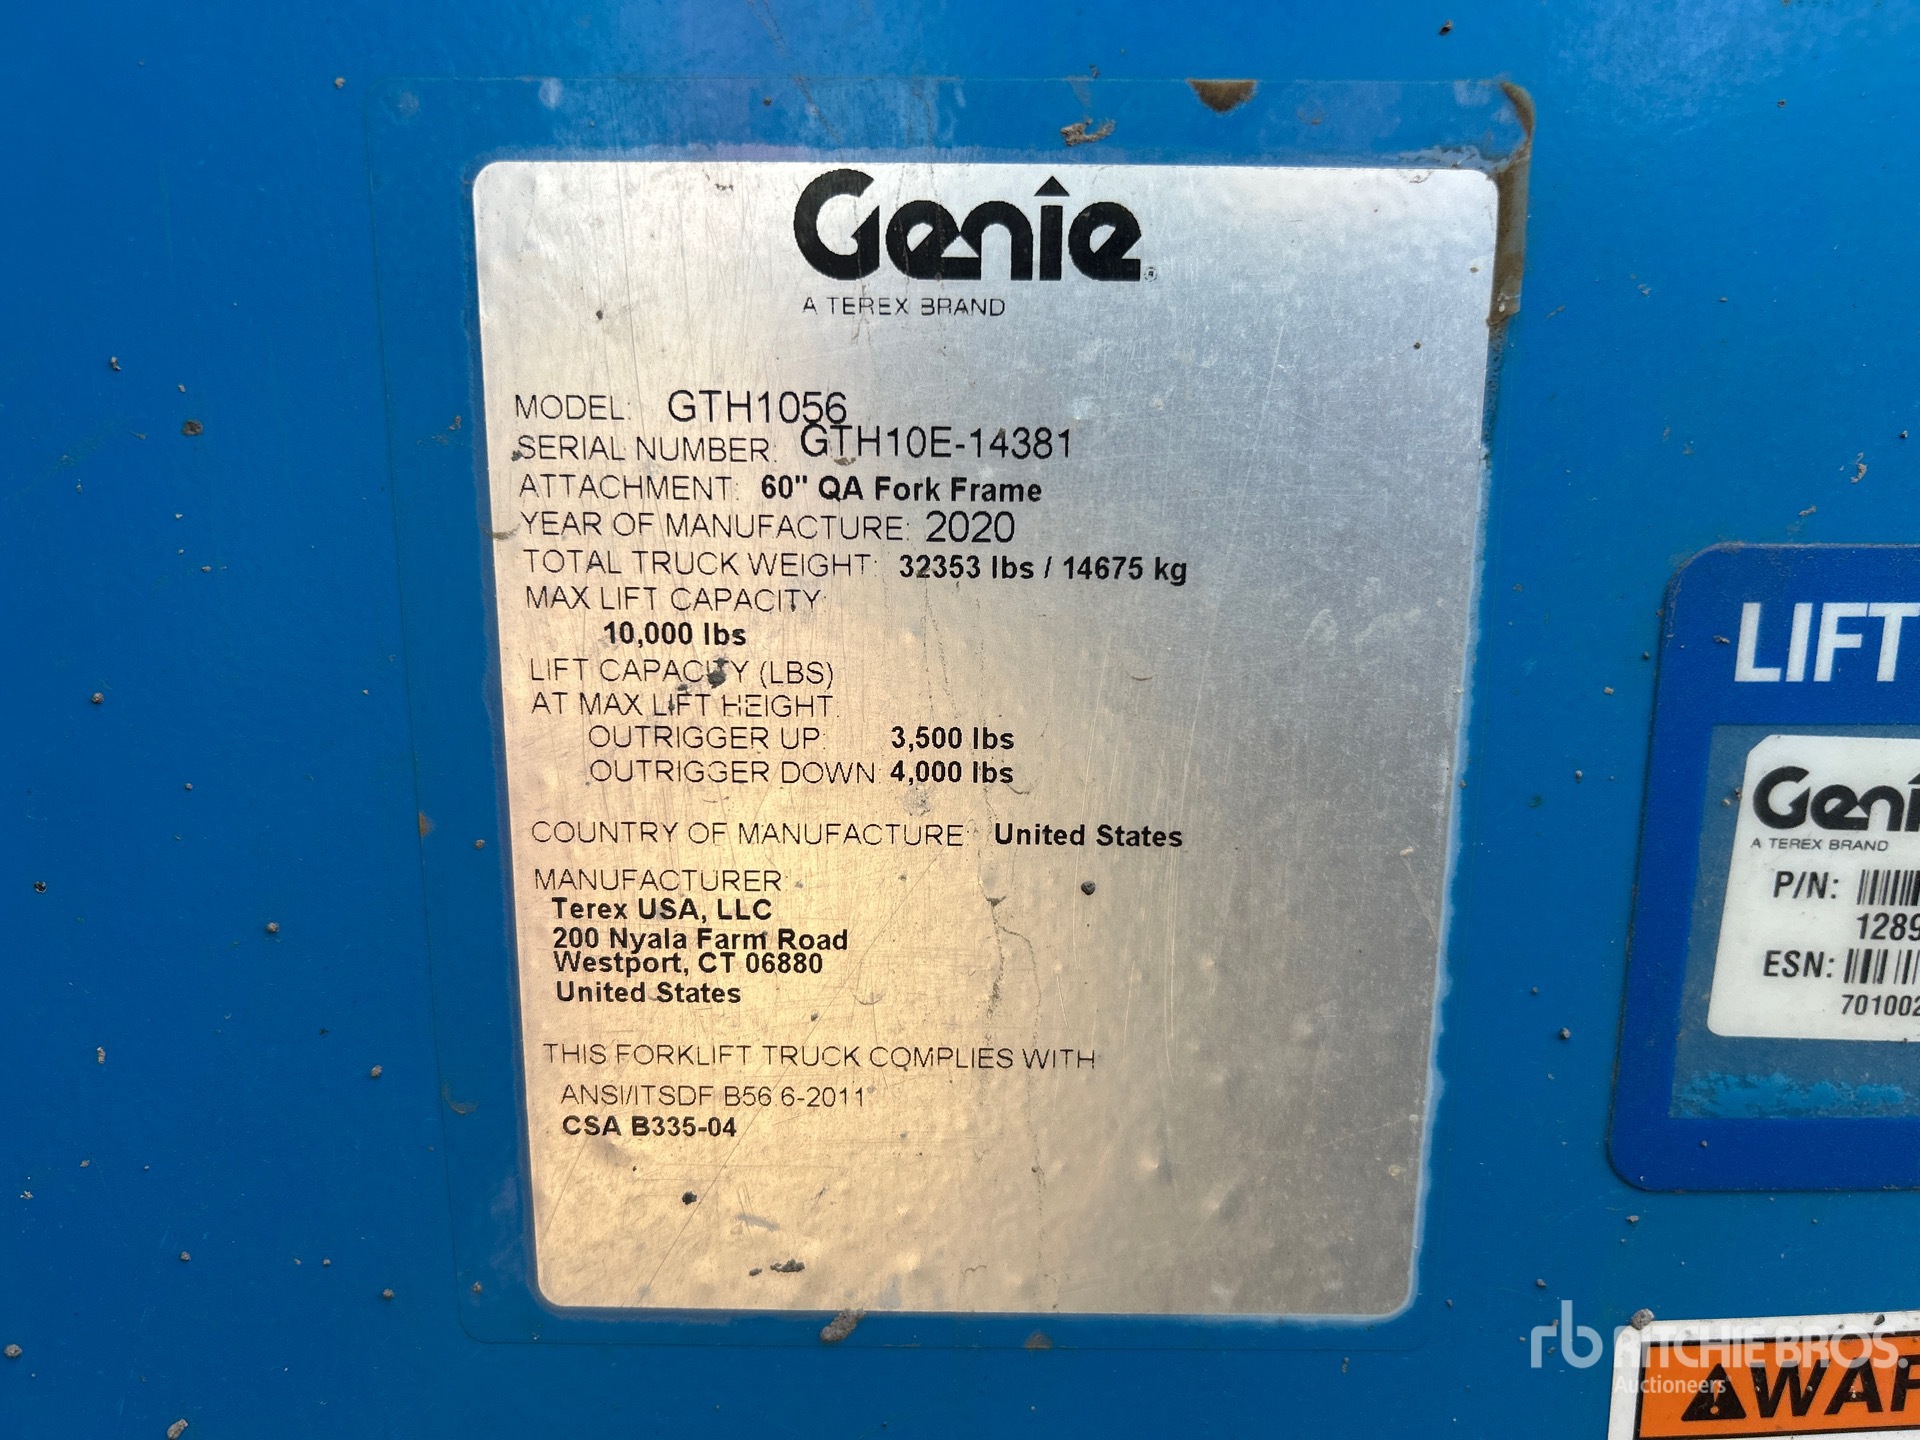 Genie
A TEREX BRAND
MODEL: GTH1056
SERIAL NUMBER: GTH10E-14381
ATTACHMENT: 60" QA Fork Frame
YEAR OF MANUFACTURE: 2020
TOTAL TRUCK WEIGHT: 32353 lbs / 14675 kg
MAX LIFT CAPACITY:
10,000 lbs
LIFT CAPACITY (LBS)
AT MAX LIFT HEIGHT:
OUTRIGGER UP: 3,500 lbs
OUTRIGGER DOWN: 4,000 lbs
COUNTRY OF MANUFACTURE: United States
MANUFACTURER:
Terex USA, LLC
200 Nyala Farm Road
Westport, CT 06880
United States
THIS FORKLIFT TRUCK COMPLIES WITH
ANSI/ITSDF B56.6-2011
CSA B335-04
LIFT
Geni
A TEREX BRAND
P/N:
1289
ESN:
701002
rb RITCHIE BROS.
Auctioneers
WAR